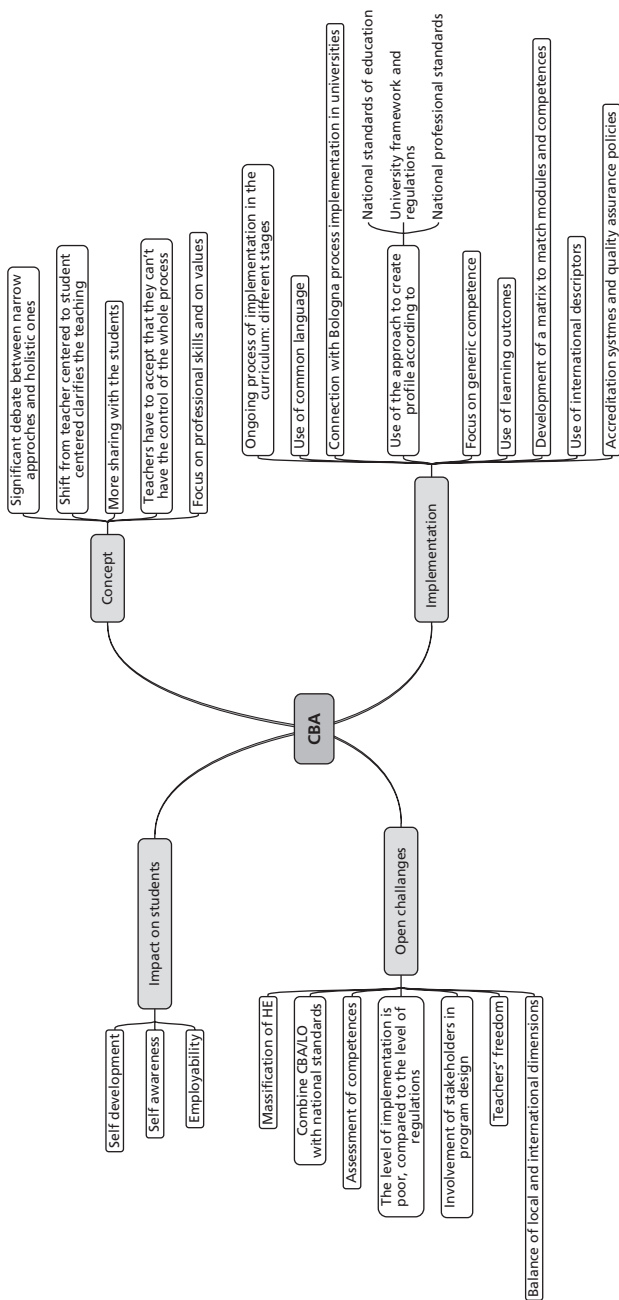 CBA
Concept
Significant debate between narrow
approches and holistic ones
Shift from teacher centered to student
centered clarifies the teaching
More sharing with the students
Teachers have to accept that they can't
have the control of the whole process
Focus on professional skills and on values
Implementation
Ongoing process of implementation in the
curriculum: different stages
Use of common language
Connection with Bologna process implementation in universities
Use of the approach to create
profile according to
National standards of education
University framework and
regulations
National professional standards
Focus on generic competence
Use of learning outcomes
Development of a matrix to match modules and competences
Use of international descriptors
Accreditation systmes and quality assurance policies
Impact on students
Self development
Self awareness
Employability
Open challanges
Massification of HE
Combine CBA/LO
with national standards
Assessment of competences
The level of implementation is
poor, compared to the level of
regulations
Involvement of stakeholders in
program design
Teachers' freedom
Balance of local and international dimensions